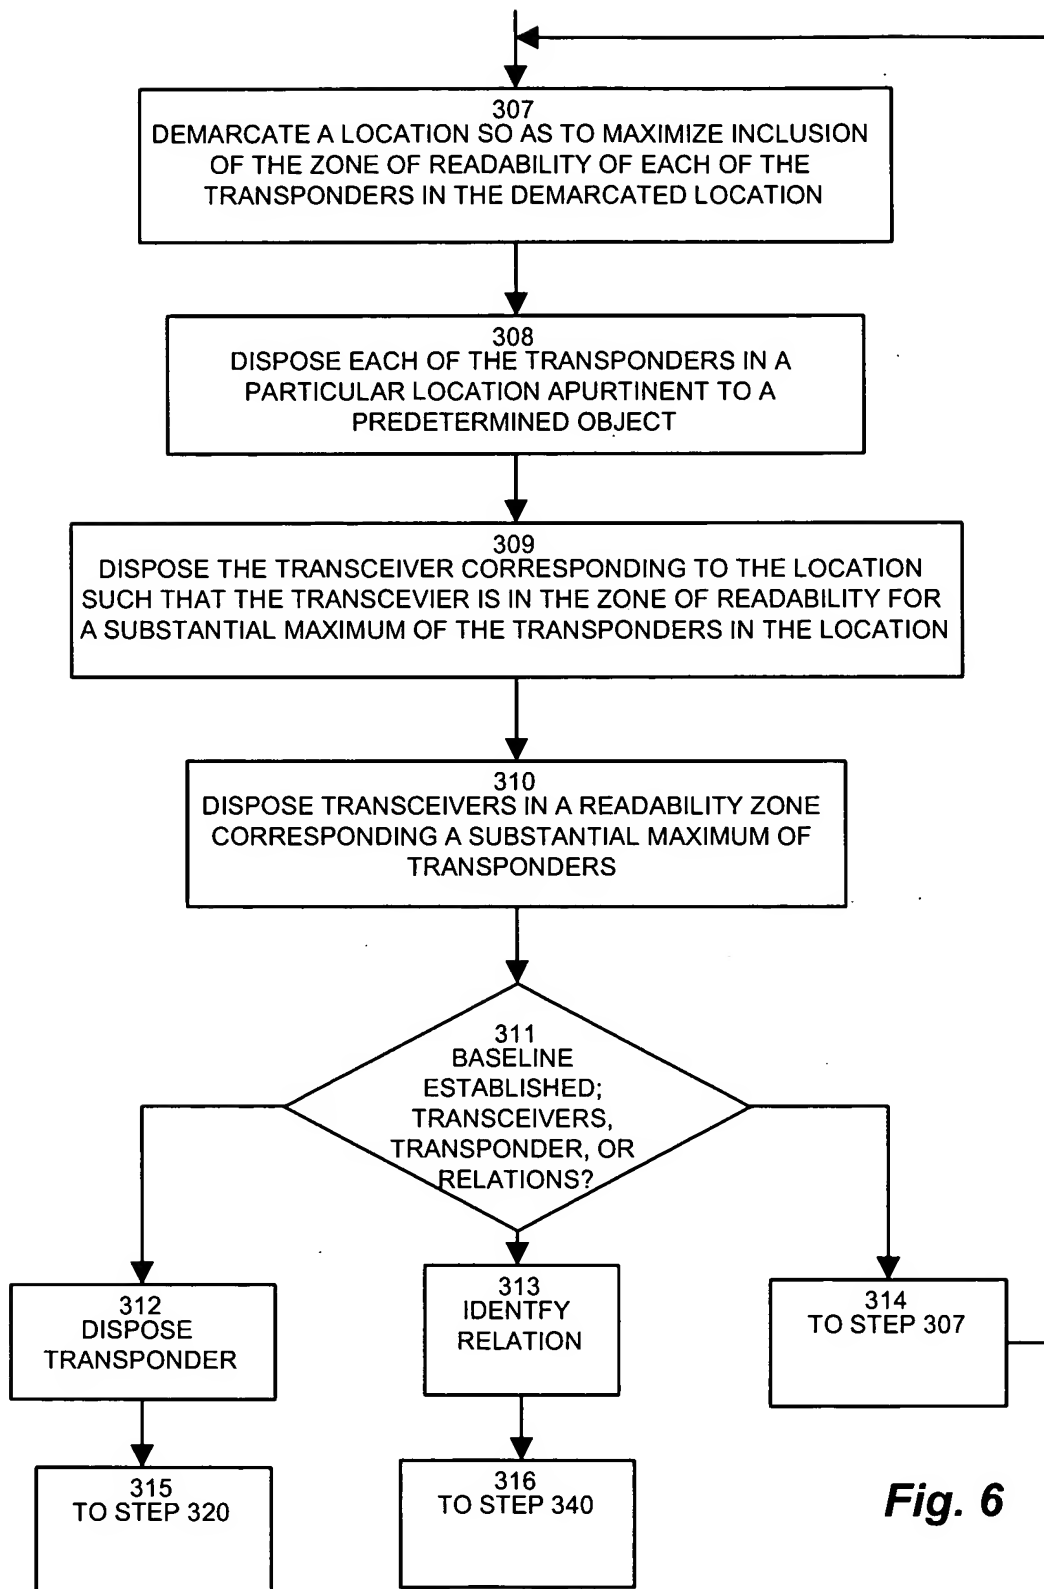 307
DEMARCATE A LOCATION SO AS TO MAXIMIZE INCLUSION
OF THE ZONE OF READABILITY OF EACH OF THE
TRANSPONDERS IN THE DEMARCATED LOCATION
308
DISPOSE EACH OF THE TRANSPONDERS IN A
PARTICULAR LOCATION APURTINENT TO A
PREDETERMINED OBJECT
309
DISPOSE THE TRANSCEIVER CORRESPONDING TO THE LOCATION
SUCH THAT THE TRANSCEVIER IS IN THE ZONE OF READABILITY FOR
A SUBSTANTIAL MAXIMUM OF THE TRANSPONDERS IN THE LOCATION
310
DISPOSE TRANSCEIVERS IN A READABILITY ZONE
CORRESPONDING A SUBSTANTIAL MAXIMUM OF
TRANSPONDERS
311
BASELINE
ESTABLISHED;
TRANSCEIVERS,
TRANSPONDER, OR
RELATIONS?
312
DISPOSE
TRANSPONDER
313
IDENTFY
RELATION
314
TO STEP 307
315
TO STEP 320
316
TO STEP 340
Fig. 6